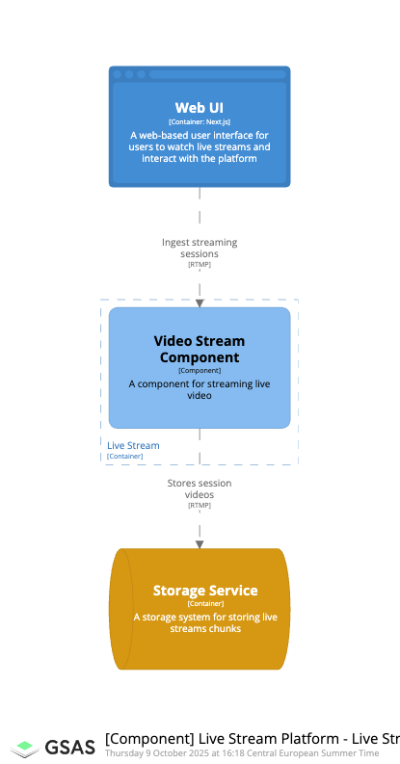 Web UI
[Container: Next.js]
A web-based user interface for
users to watch live streams and
interact with the platform
Ingest streaming
sessions
[RTMP]
Video Stream
Component
[Component]
A component for streaming live
video
Live Stream
[Container]
Stores session
videos
[RTMP]
Storage Service
[Container]
A storage system for storing live
streams chunks
GSAS
[Component] Live Stream Platform - Live Str
Thursday 9 October 2025 at 16:18 Central European Summer Time